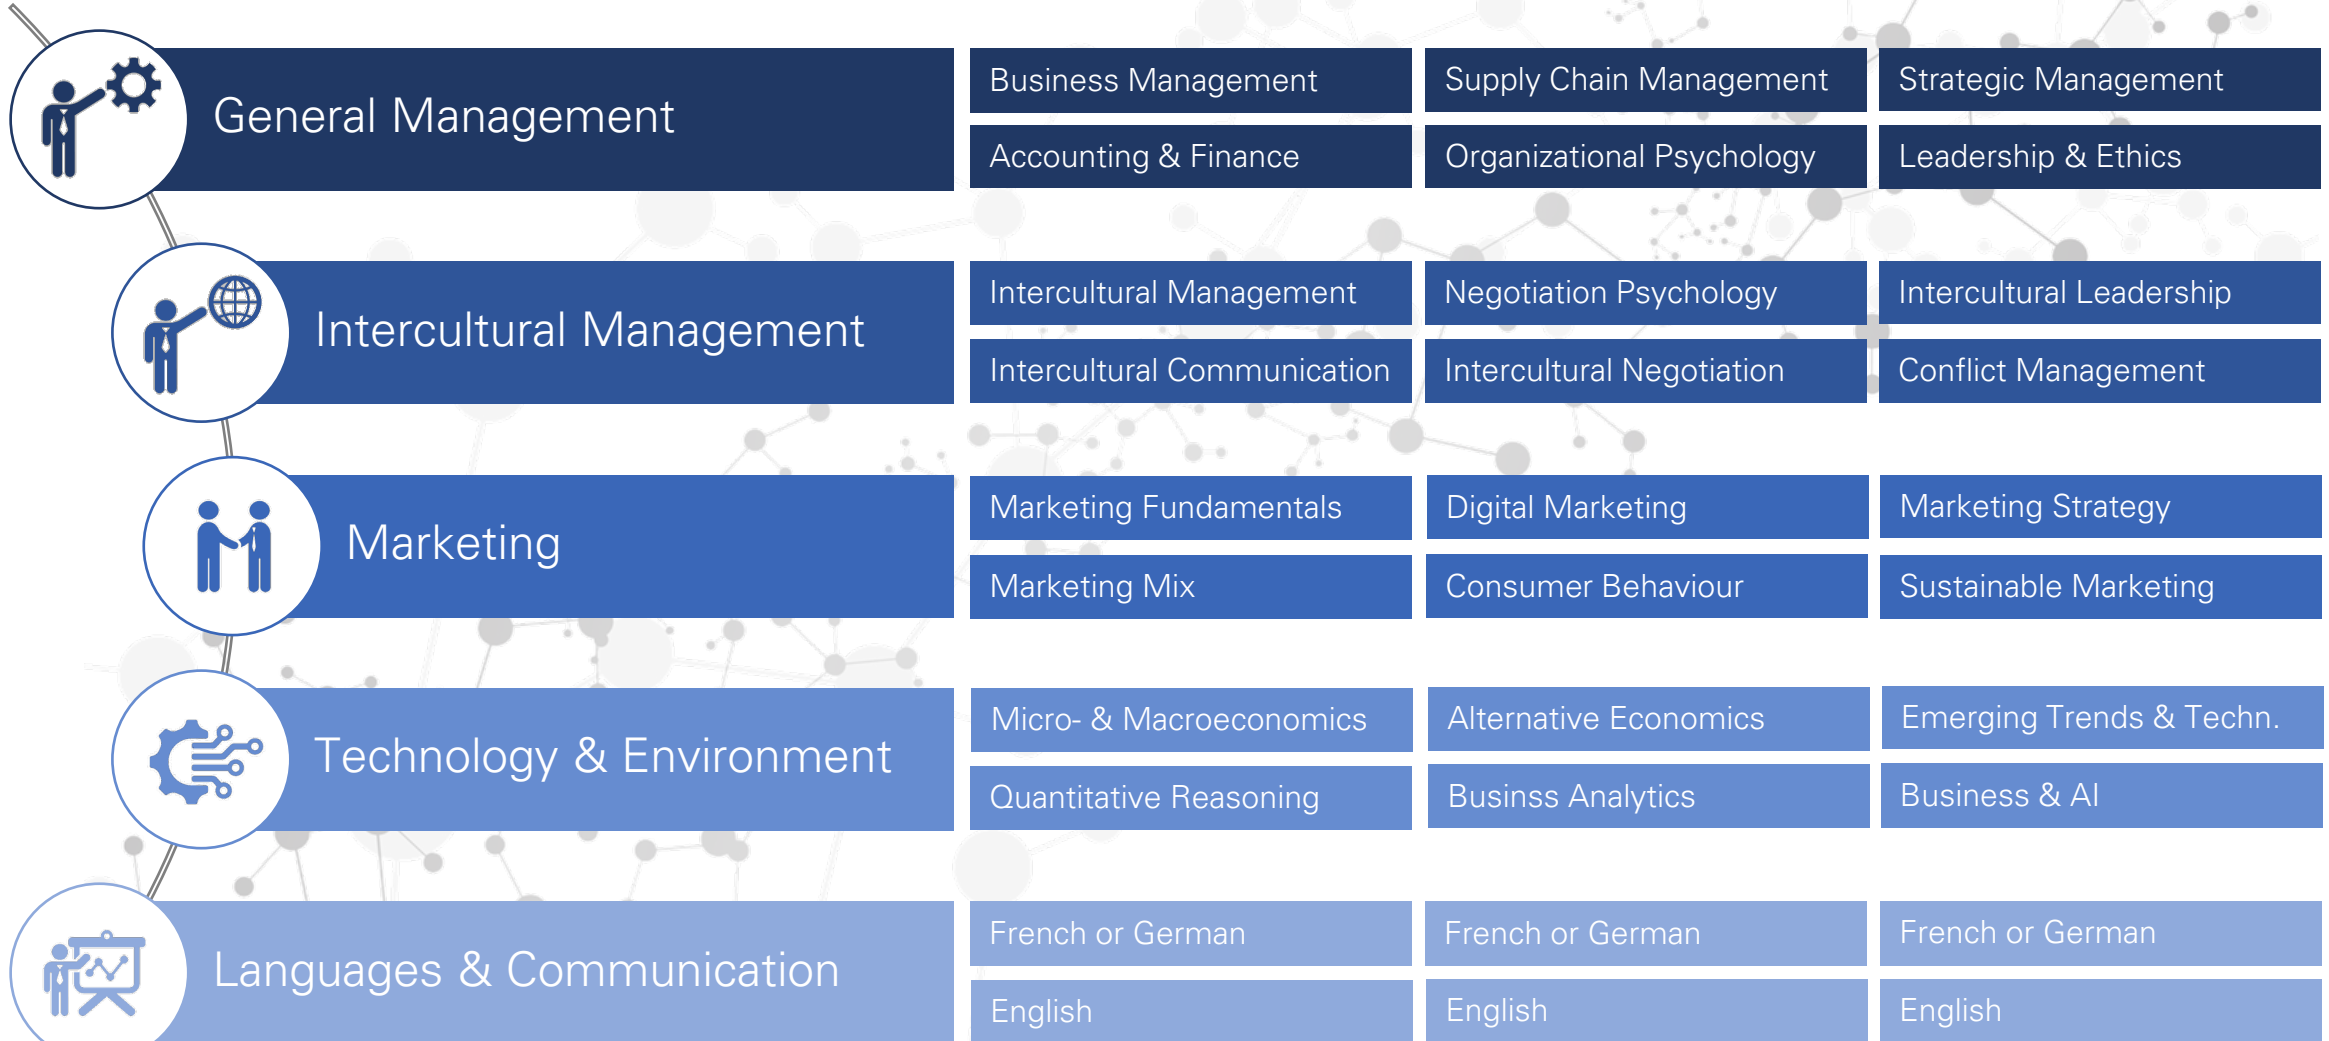 General Management
Business Management
Supply Chain Management
Strategic Management
Accounting & Finance
Organizational Psychology
Leadership & Ethics
Intercultural Management
Intercultural Management
Negotiation Psychology
Intercultural Leadership
Intercultural Communication
Intercultural Negotiation
Conflict Management
Marketing
Marketing Fundamentals
Digital Marketing
Marketing Strategy
Marketing Mix
Consumer Behaviour
Sustainable Marketing
Technology & Environment
Micro- & Macroeconomics
Alternative Economics
Emerging Trends & Techn.
Quantitative Reasoning
Businss Analytics
Business & AI
Languages & Communication
French or German
French or German
French or German
English
English
English